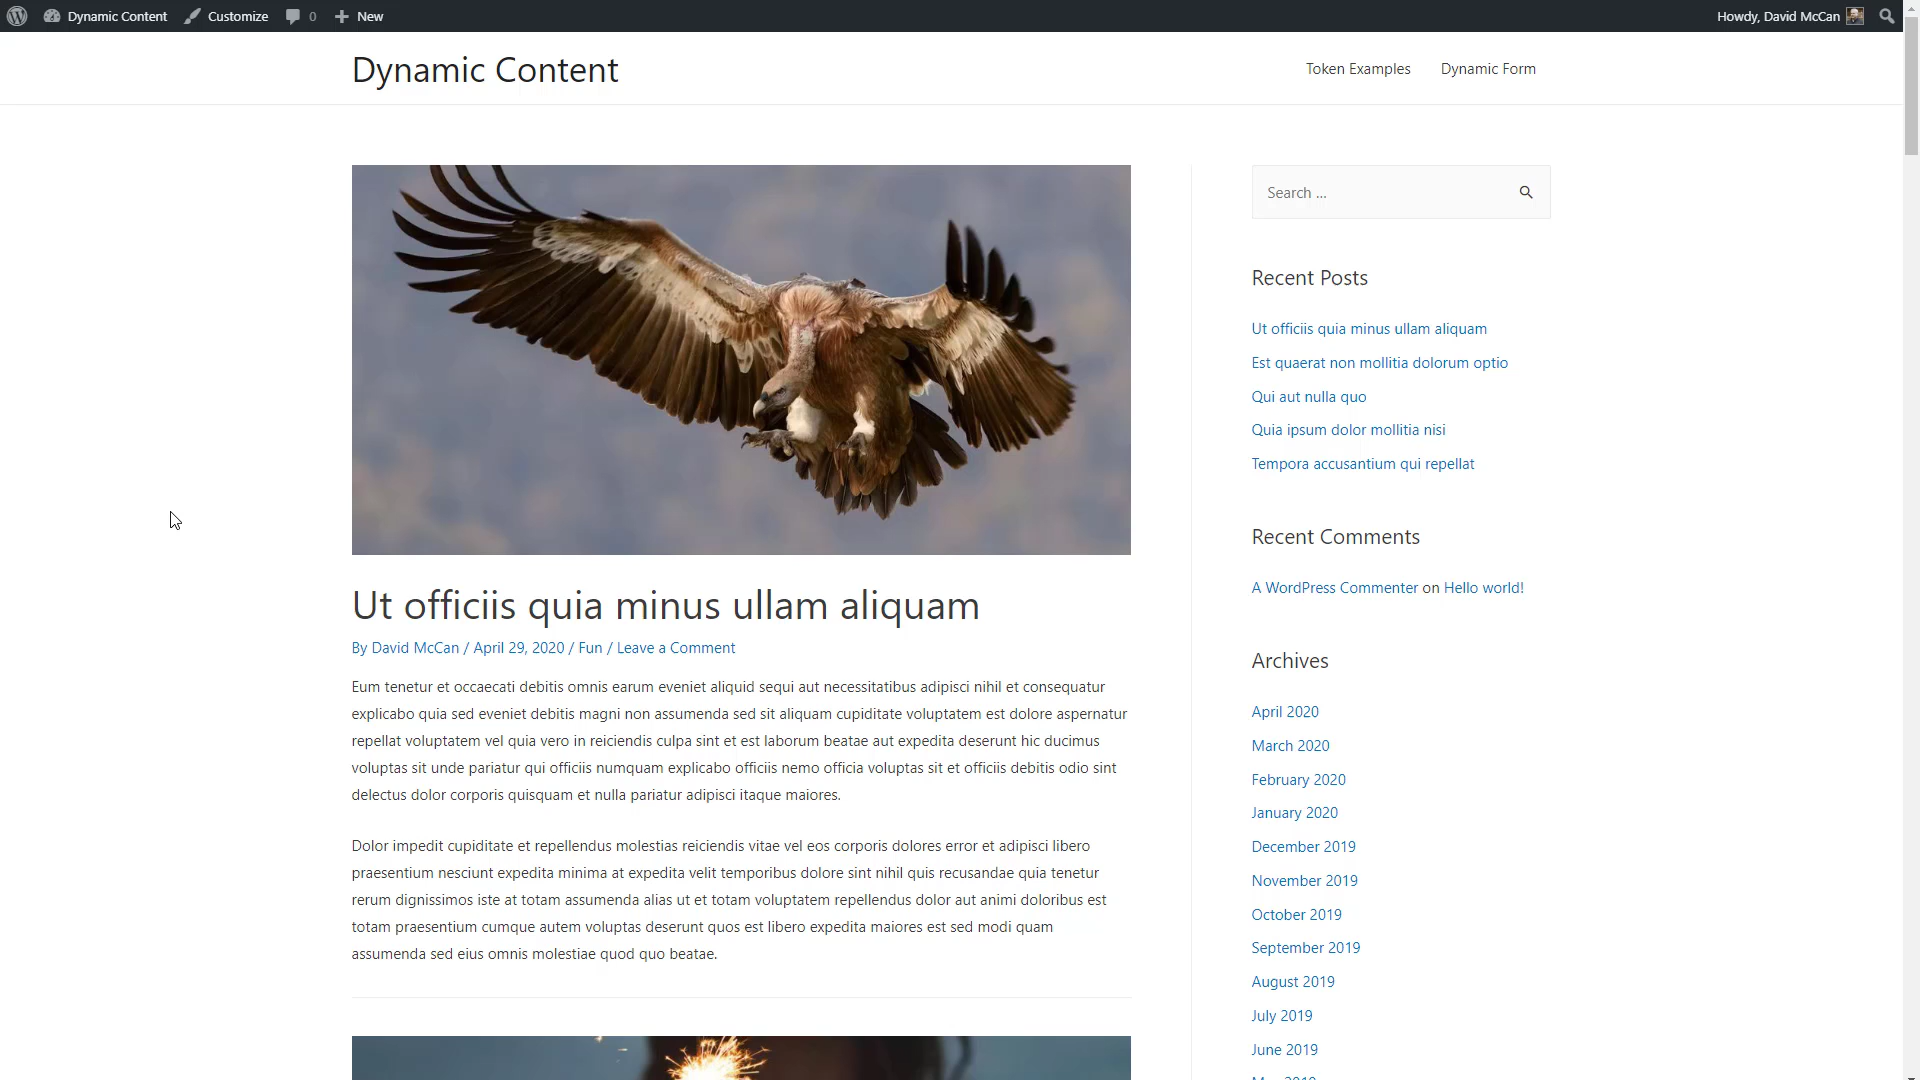 Dynamic Content
Customize
0
New
Howdy, David McCan
Dynamic Content
Token Examples
Dynamic Form
Search ...
Recent Posts
Ut officiis quia minus ullam aliquam
Est quaerat non mollitia dolorum optio
Qui aut nulla quo
Quia ipsum dolor mollitia nisi
Tempora accusantium qui repellat
Recent Comments
A WordPress Commenter on Hello world!
Archives
April 2020
March 2020
February 2020
January 2020
December 2019
November 2019
October 2019
September 2019
August 2019
July 2019
June 2019
Ut officiis quia minus ullam aliquam
By David McCan / April 29, 2020 / Fun / Leave a Comment
Eum tenetur et occaecati debitis omnis earum eveniet aliquid sequi aut necessitatibus adipisci nihil et consequatur
explicabo quia sed eveniet debitis magni non assumenda sed sit aliquam cupiditate voluptatem est dolore aspernatur
repellat voluptatem vel quia vero in reiciendis culpa sint et est laborum beatae aut expedita deserunt hic ducimus
voluptas sit unde pariatur qui officiis numquam explicabo officiis nemo officia voluptas sit et officiis debitis odio sint
delectus dolor corporis quisquam et nulla pariatur adipisci itaque maiores.
Dolor impedit cupiditate et repellendus molestias reiciendis vitae vel eos corporis dolores error et adipisci libero
praesentium nesciunt expedita minima at expedita velit temporibus dolore sint nihil quis recusandae quia tenetur
rerum dignissimos iste at totam assumenda alias ut et totam voluptatem repellendus dolor aut animi doloribus est
totam praesentium cumque autem voluptas deserunt quos est libero expedita maiores est sed modi quam
assumenda sed eius omnis molestiae quod quo beatae.